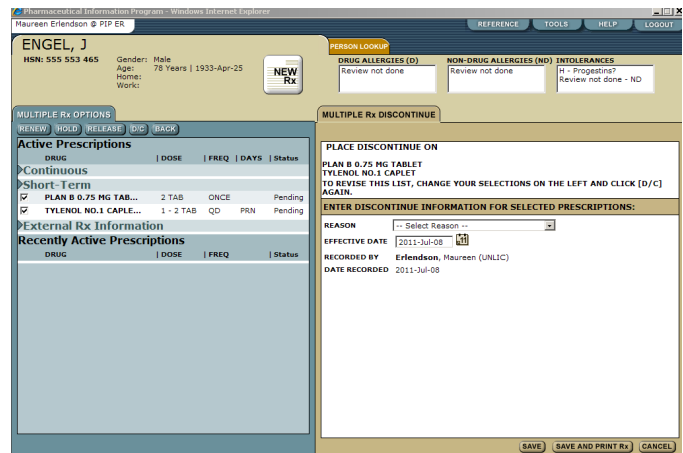 Pharmaceutical Information Program - Windows Internet Explorer
Maureen Erlendson @ PIP ER
REFERENCE TOOLS HELP LOGOUT
ENGEL, J
HSN: 555 553 465
Gender: Male
Age: 78 Years | 1933-Apr-25
Home:
Work:
NEW Rx
PERSON LOOKUP
DRUG ALLERGIES (D) NON-DRUG ALLERGIES (ND) INTOLERANCES
Review not done Review not done H - Progestins?
Review not done - ND
MULTIPLE Rx OPTIONS
RENEW HOLD RELEASE D/C BACK
Active Prescriptions
DRUG | DOSE | FREQ | DAYS | Status
Continuous
Short-Term
PLAN B 0.75 MG TAB... 2 TAB ONCE Pending
TYLENOL NO.1 CAPLE... 1 - 2 TAB QD PRN Pending
External Rx Information
Recently Active Prescriptions
DRUG | DOSE | FREQ | Status
MULTIPLE Rx DISCONTINUE
PLACE DISCONTINUE ON
PLAN B 0.75 MG TABLET
TYLENOL NO.1 CAPLET
TO REVISE THIS LIST, CHANGE YOUR SELECTIONS ON THE LEFT AND CLICK [D/C]
AGAIN.
ENTER DISCONTINUE INFORMATION FOR SELECTED PRESCRIPTIONS:
REASON -- Select Reason --
EFFECTIVE DATE 2011-Jul-08
RECORDED BY Erlendson, Maureen (UNLIC)
DATE RECORDED 2011-Jul-08
SAVE SAVE AND PRINT Rx CANCEL